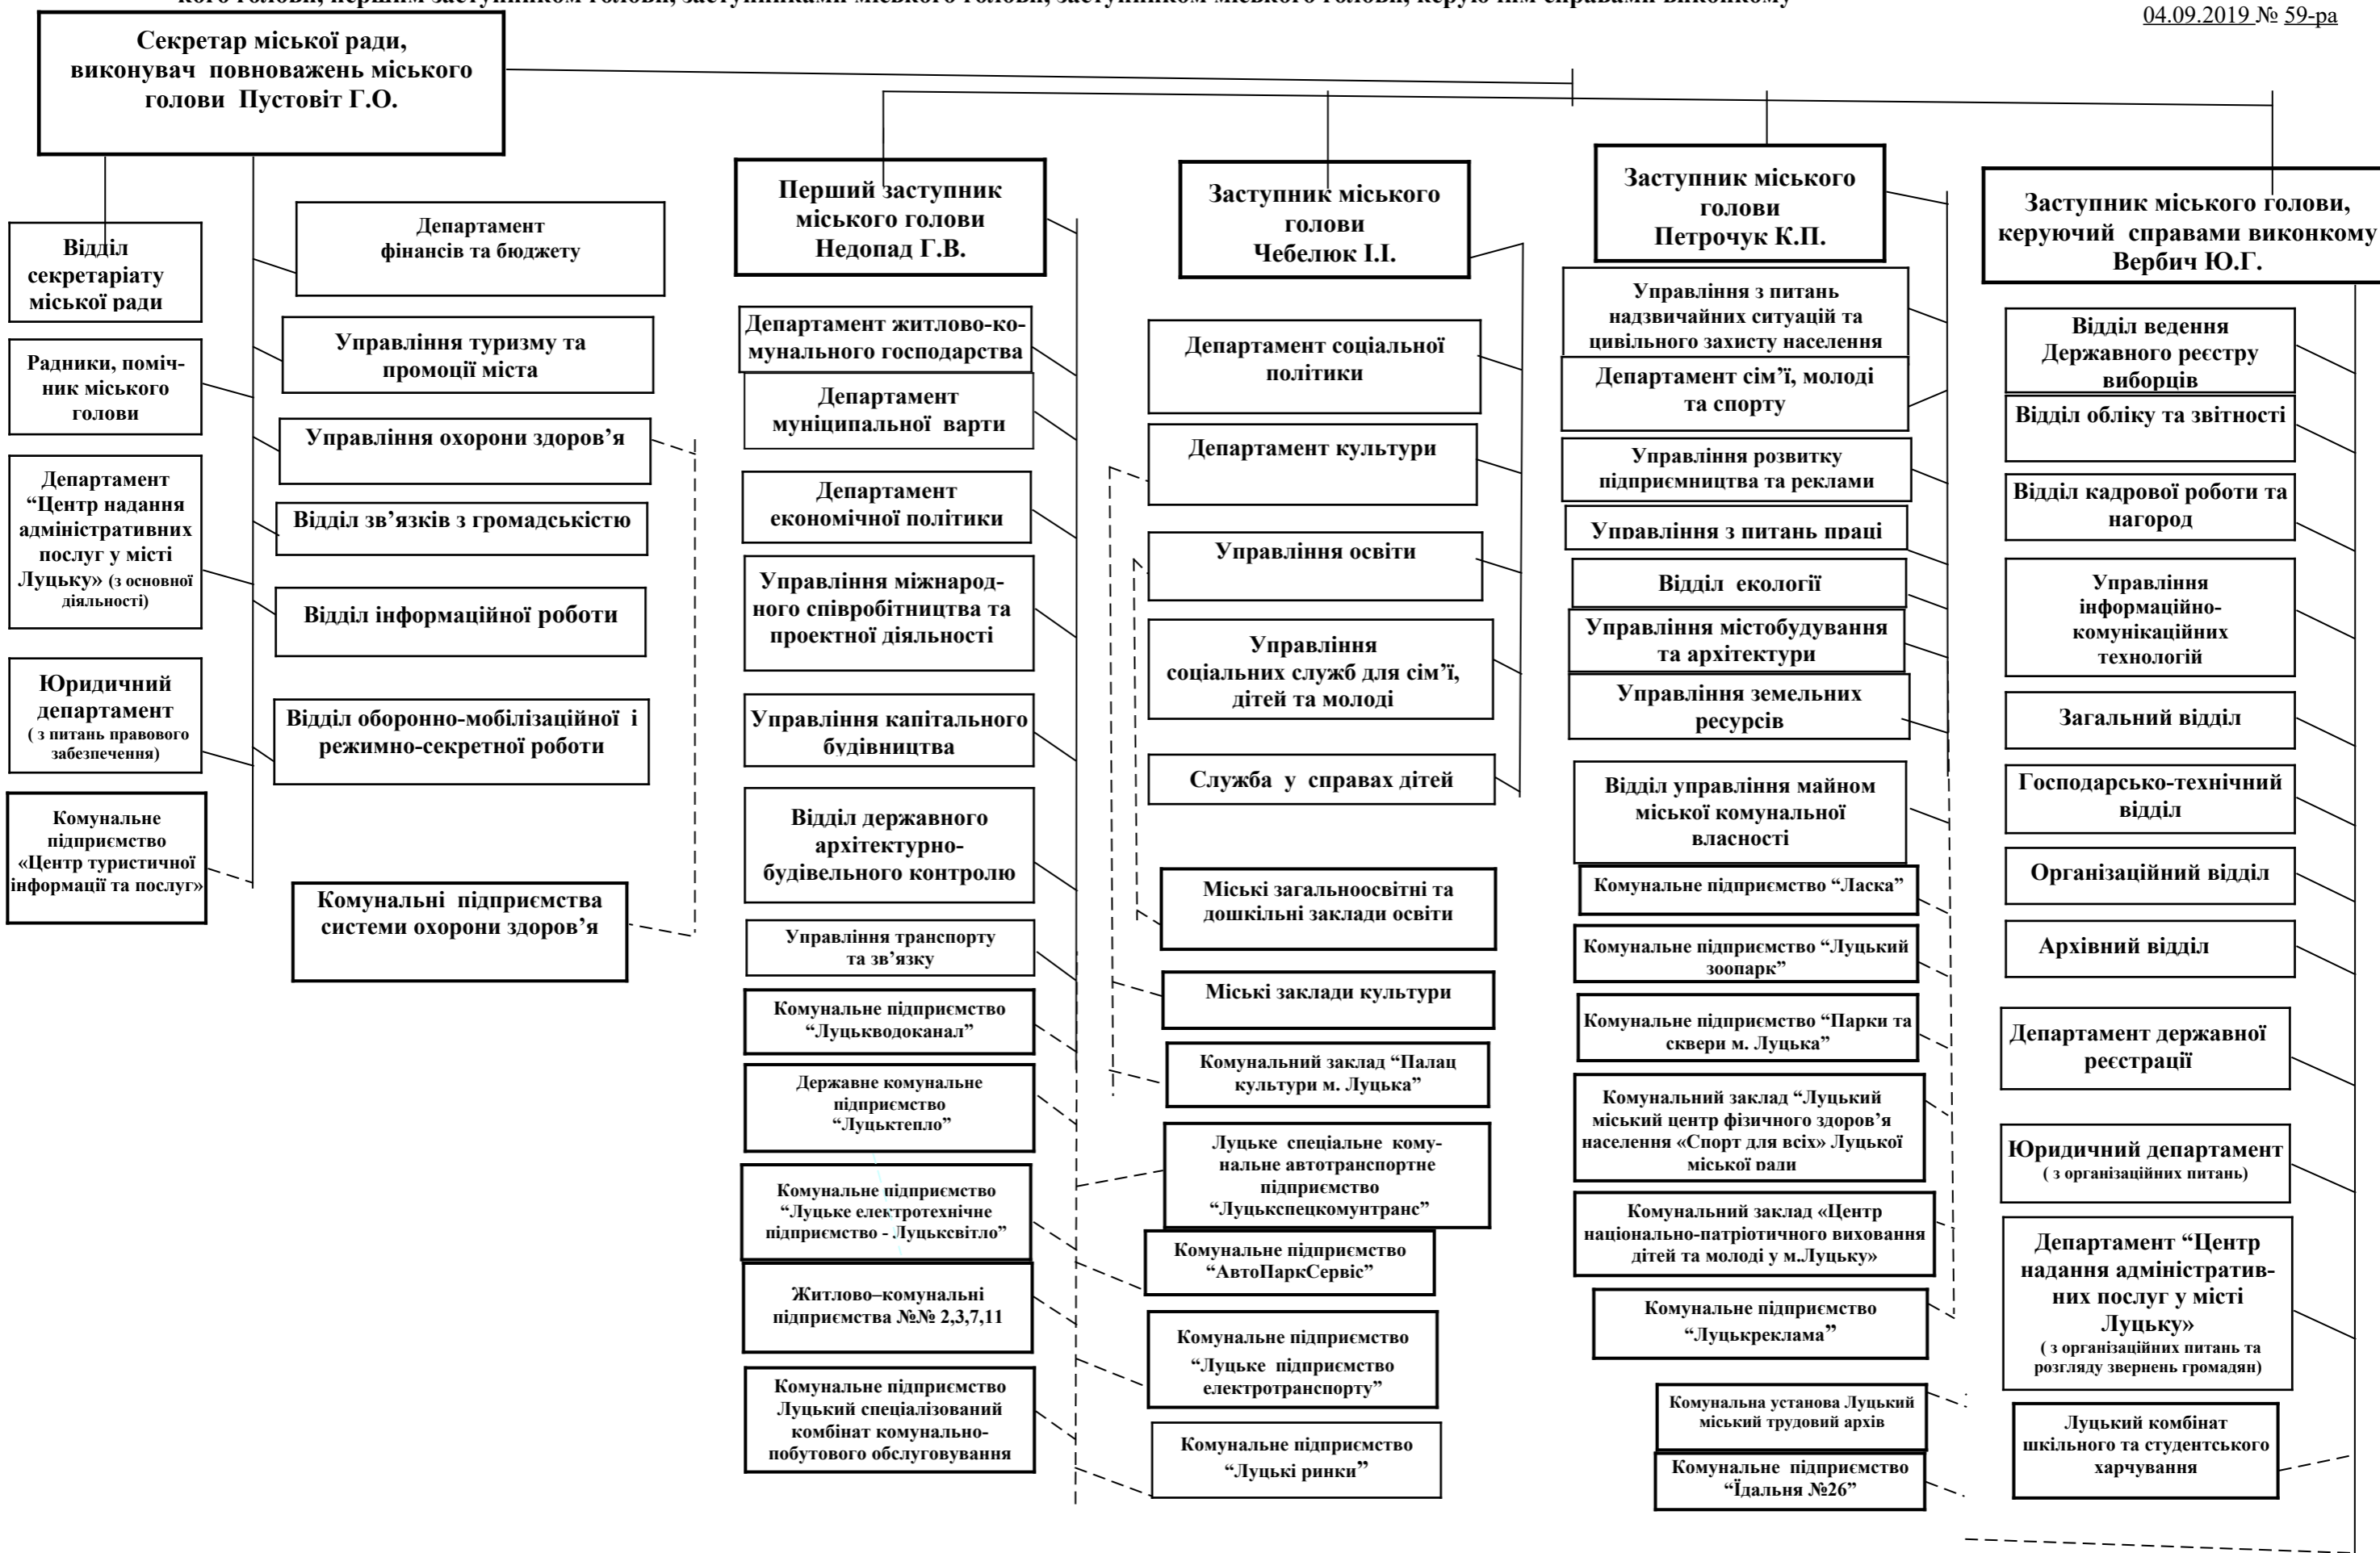 кого голови, першим заступником голови, заступниками міського голови, заступником міського голови, керуючим справами виконкому
04.09.2019 № 59-ра
Секретар міської ради,
виконувач повноважень міського
голови Пустовіт Г.О.
Відділ
секретаріату
міської ради
Радники, поміч-
ник міського
голови
Департамент
“Центр надання
адміністративних
послуг у місті
Луцьку» (з основної
діяльності)
Юридичний
департамент
( з питань правового
забезпечення)
Комунальне
підприємство
«Центр туристичної
інформації та послуг»
Департамент
фінансів та бюджету
Управління туризму та
промоції міста
Управління охорони здоров’я
Відділ зв’язків з громадськістю
Відділ інформаційної роботи
Відділ оборонно-мобілізаційної і
режимно-секретної роботи
Комунальні підприємства
системи охорони здоров’я
Перший заступник
міського голови
Недопад Г.В.
Департамент житлово-ко-
мунального господарства
Департамент
муніципальної варти
Департамент
економічної політики
Управління міжнарод-
ного співробітництва та
проектної діяльності
Управління капітального
будівництва
Відділ державного
архітектурно-
будівельного контролю
Управління транспорту
та зв’язку
Комунальне підприємство
“Луцькводоканал”
Державне комунальне
підприємство
“Луцьктепло”
Комунальне підприємство
“Луцьке електротехнічне
підприємство - Луцьксвітло”
Житлово–комунальні
підприємства №№ 2,3,7,11
Комунальне підприємство
Луцький спеціалізований
комбінат комунально-
побутового обслуговування
Заступник міського
голови
Чебелюк І.І.
Департамент соціальної
політики
Департамент культури
Управління освіти
Управління
соціальних служб для сім’ї,
дітей та молоді
Служба у справах дітей
Міські загальноосвітні та
дошкільні заклади освіти
Міські заклади культури
Комунальний заклад “Палац
культури м. Луцька”
Луцьке спеціальне кому-
нальне автотранспортне
підприємство
“Луцькспецкомунтранс”
Комунальне підприємство
“АвтоПаркСервіс”
Комунальне підприємство
“Луцьке підприємство
електротранспорту”
Комунальне підприємство
“Луцькі ринки”
Заступник міського
голови
Петрочук К.П.
Управління з питань
надзвичайних ситуацій та
цивільного захисту населення
Департамент сім’ї, молоді
та спорту
Управління розвитку
підприємництва та реклами
Управління з питань праці
Відділ екології
Управління містобудування
та архітектури
Управління земельних
ресурсів
Відділ управління майном
міської комунальної
власності
Комунальне підприємство “Ласка”
Комунальне підприємство “Луцький
зоопарк”
Комунальне підприємство “Парки та
сквери м. Луцька”
Комунальний заклад “Луцький
міський центр фізичного здоров’я
населення «Спорт для всіх» Луцької
міської ради
Комунальний заклад «Центр
національно-патріотичного виховання
дітей та молоді у м.Луцьку»
Комунальне підприємство
“Луцькреклама”
Комунальна установа Луцький
міський трудовий архів
Комунальне підприємство
“Їдальня №26”
Заступник міського голови,
керуючий справами виконкому
Вербич Ю.Г.
Відділ ведення
Державного реєстру
виборців
Відділ обліку та звітності
Відділ кадрової роботи та
нагород
Управління
інформаційно-
комунікаційних
технологій
Загальний відділ
Господарсько-технічний
відділ
Організаційний відділ
Архівний відділ
Департамент державної
реєстрації
Юридичний департамент
( з організаційних питань)
Департамент “Центр
надання адміністратив-
них послуг у місті
Луцьку»
( з організаційних питань та
розгляду звернень громадян)
Луцький комбінат
шкільного та студентського
харчування